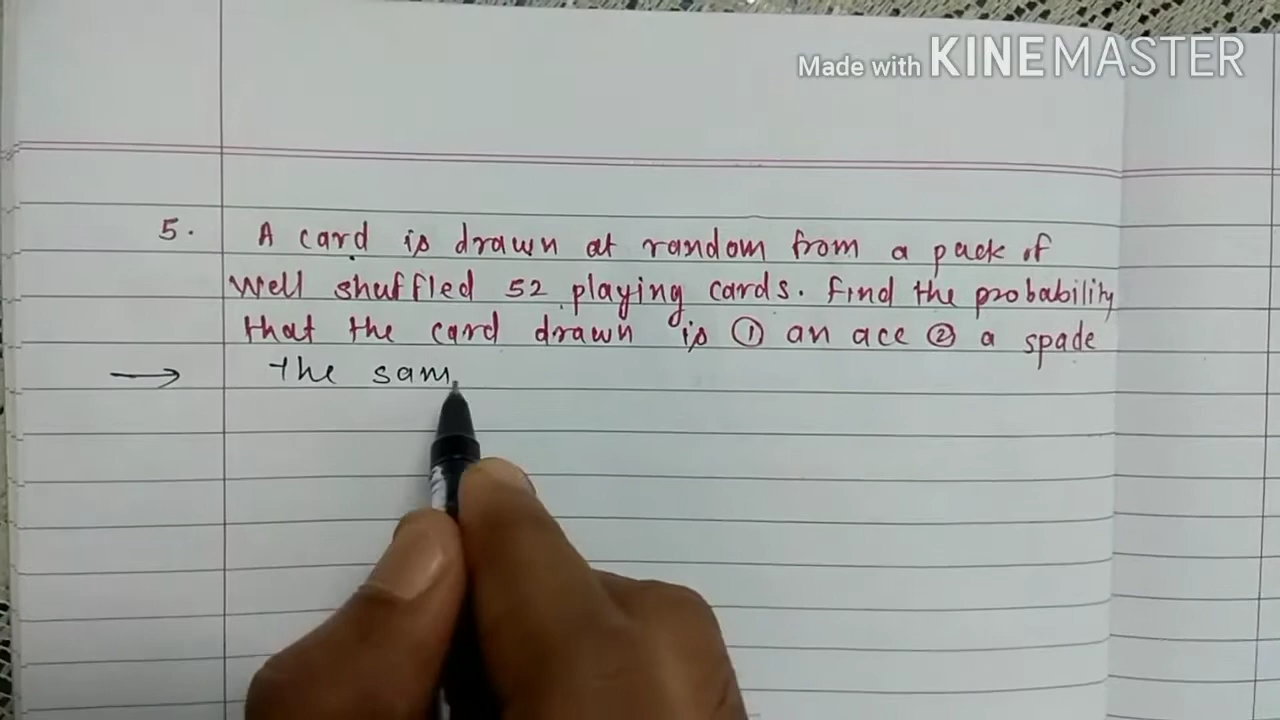 Made with KINEMASTER
5. A card is drawn at random from a pack of
well shuffled 52 playing cards. Find the probability
that the card drawn is ① an ace ② a spade
→ the sam